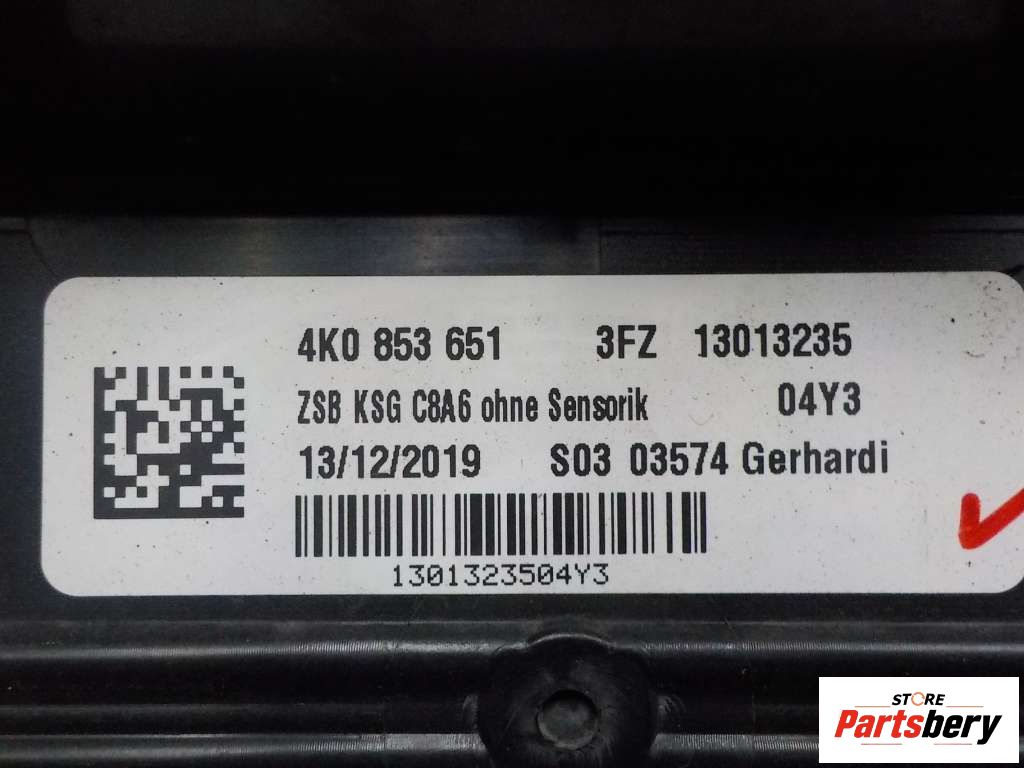 4K0 853 651 3FZ 13013235
ZSB KSG C8A6 ohne Sensorik 04Y3
13/12/2019 S03 03574 Gerhardi
1301323504Y3
STORE
Partsbery